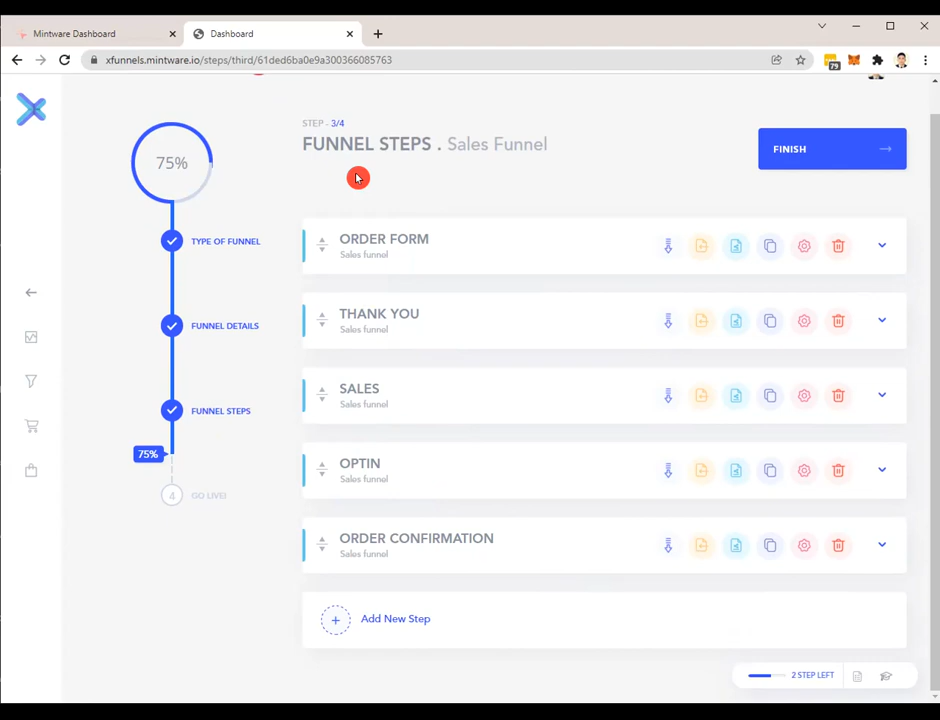 Mintware Dashboard
Dashboard
xfunnels.mintware.io/steps/third/61ded6ba0e9a300366085763
79
STEP - 3/4
FUNNEL STEPS . Sales Funnel
FINISH
75%
TYPE OF FUNNEL
FUNNEL DETAILS
FUNNEL STEPS
75%
4 GO LIVE!
ORDER FORM
Sales funnel
THANK YOU
Sales funnel
SALES
Sales funnel
OPTIN
Sales funnel
ORDER CONFIRMATION
Sales funnel
Add New Step
2 STEP LEFT